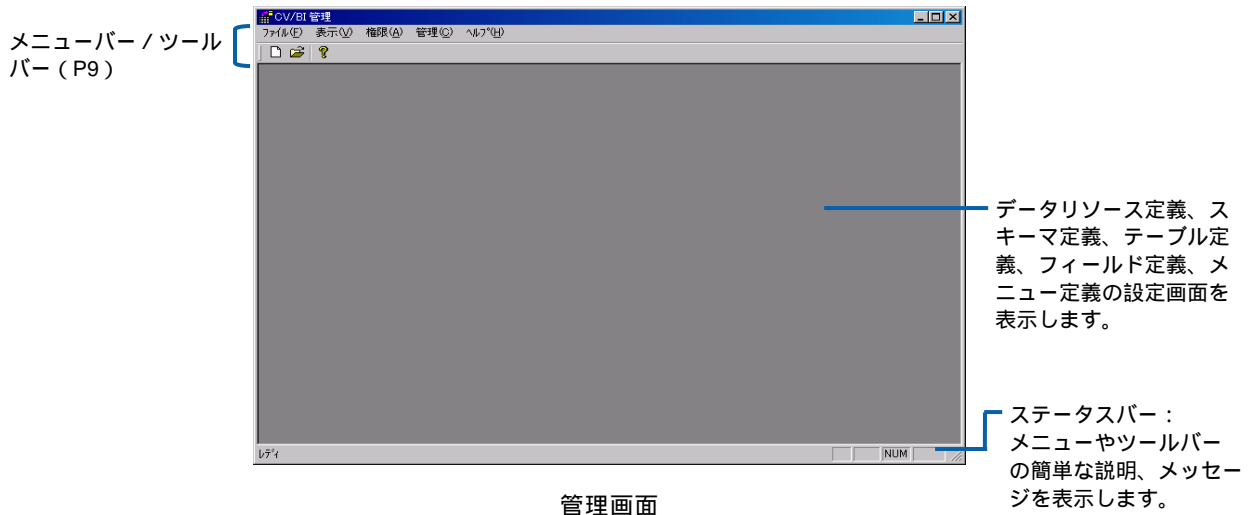 CV/BI 管理
ファイル(F) 表示(V) 権限(A) 管理(C) ヘルプ(H)
メニューバー / ツール
バー ( P9 )
データリソース定義、ス
キーマ定義、テーブル定
義、フィールド定義、メ
ニュー定義の設定画面を
表示します。
ステータスバー :
メニューやツールバー
の簡単な説明、メッセー
ジを表示します。
レディ
NUM
管理画面